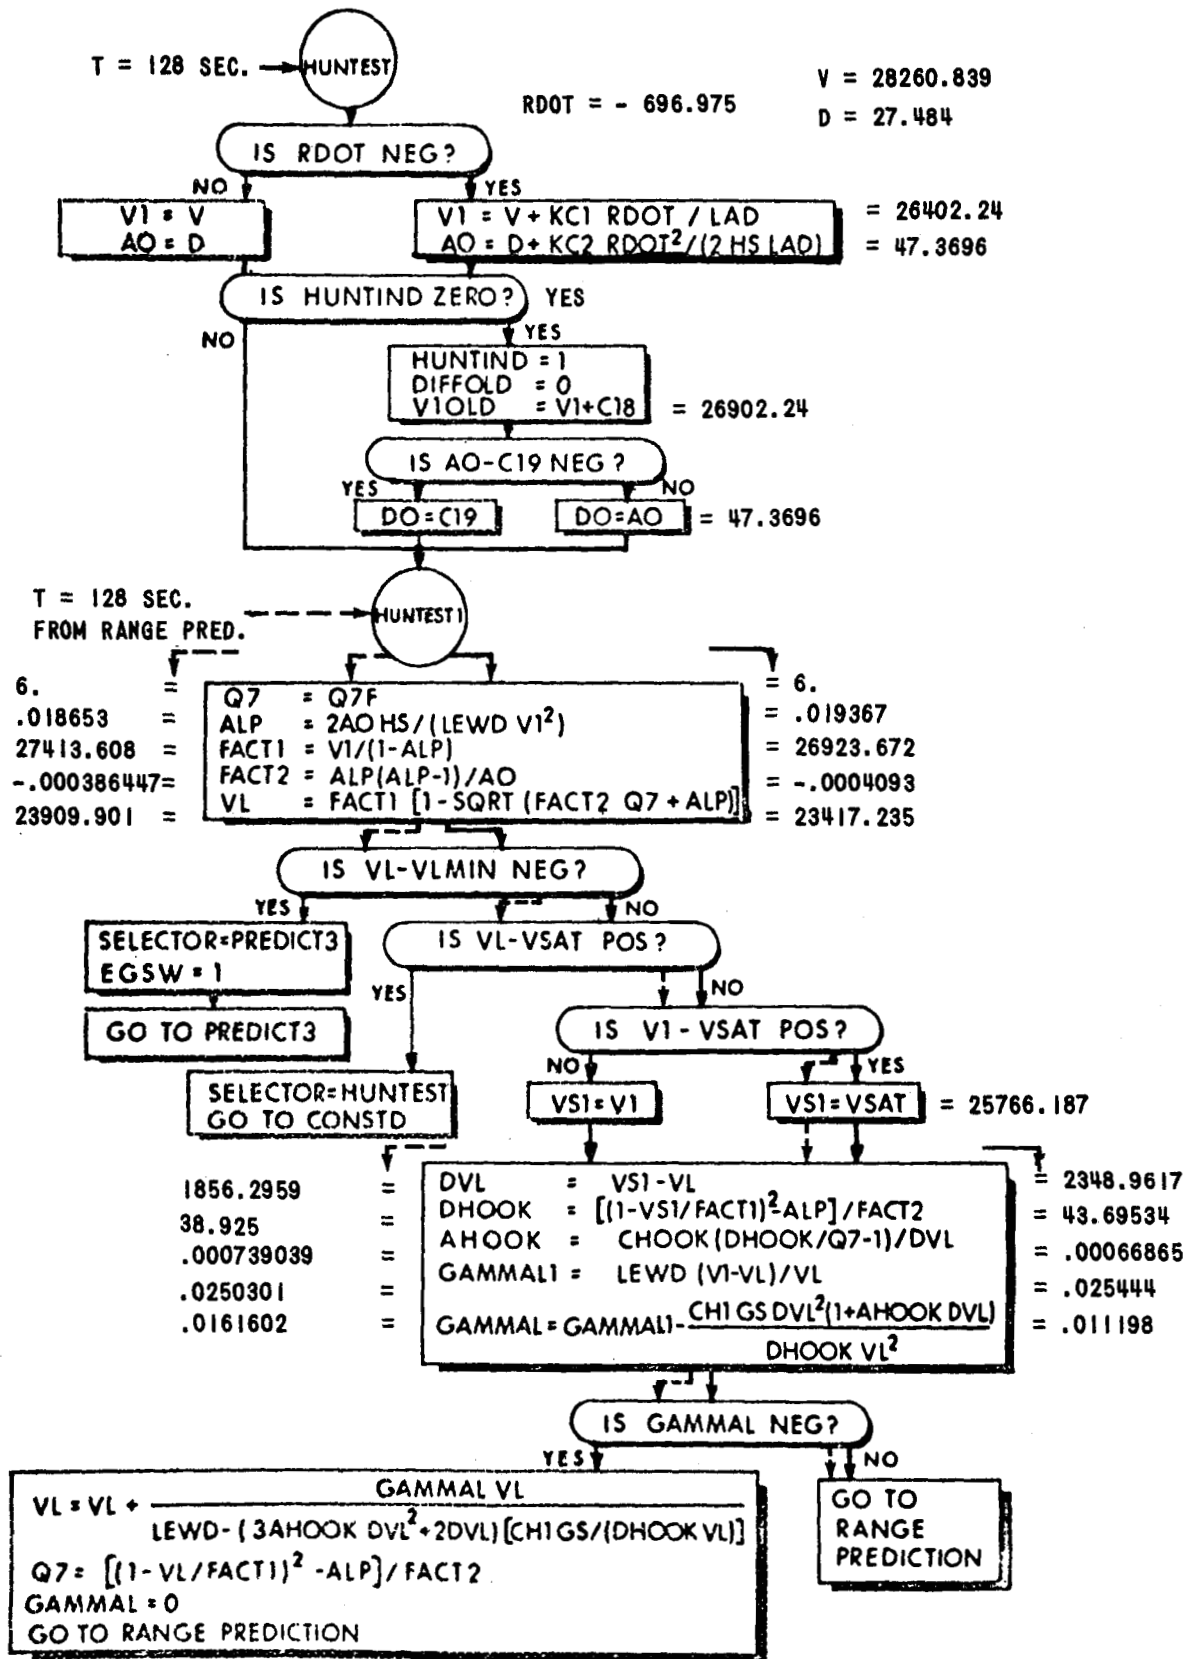 T = 128 SEC.
HUNTEST
V = 28260.839
RDOT = - 696.975
D = 27.484
IS RDOT NEG?
NO
YES
V1 = V
AO = D
V1 = V + KC1 RDOT / LAD
= 26402.24
AO = D + KC2 RDOT²/(2 HS LAD)
= 47.3696
IS HUNTIND ZERO?
YES
NO
YES
HUNTIND = 1
DIFFOLD = 0
V1OLD = V1+C18
= 26902.24
IS AO-C19 NEG?
YES
NO
DO=C19
DO=AO
= 47.3696
T = 128 SEC.
FROM RANGE PRED.
HUNTEST1
6. =
Q7 = Q7F
= 6.
.018653 =
ALP = 2AO HS/(LEWD V1²)
= .019367
27413.608 =
FACT1 = V1/(1-ALP)
= 26923.672
-.000386447=
FACT2 = ALP(ALP-1)/AO
= -.0004093
23909.901 =
VL = FACT1 [1-SQRT (FACT2 Q7 + ALP)]
= 23417.235
IS VL-VLMIN NEG?
YES
NO
SELECTOR=PREDICT3
EGSW = 1
IS VL-VSAT POS?
GO TO PREDICT3
YES
NO
IS V1 - VSAT POS?
SELECTOR=HUNTEST
GO TO CONSTD
NO
YES
VS1=V1
VS1=VSAT
= 25766.187
1856.2959 =
DVL = VS1-VL
= 2348.9617
38.925 =
DHOOK = [(1-VS1/FACT1)²-ALP]/FACT2
= 43.69534
.000739039 =
AHOOK = CHOOK(DHOOK/Q7-1)/DVL
= .00066865
.0250301 =
GAMMAL1 = LEWD (V1-VL)/VL
= .025444
.0161602 =
GAMMAL=GAMMAL1-CH1 GS DVL²(1+AHOOK DVL)
= .011198
DHOOK VL²
IS GAMMAL NEG?
YES
NO
GAMMAL VL
VL = VL +
LEWD-(3AHOOK DVL²+2DVL)[CH1GS/(DHOOK VL)]
Q7= [(1-VL/FACT1)² -ALP]/FACT2
GAMMAL = 0
GO TO RANGE PREDICTION
GO TO
RANGE
PREDICTION